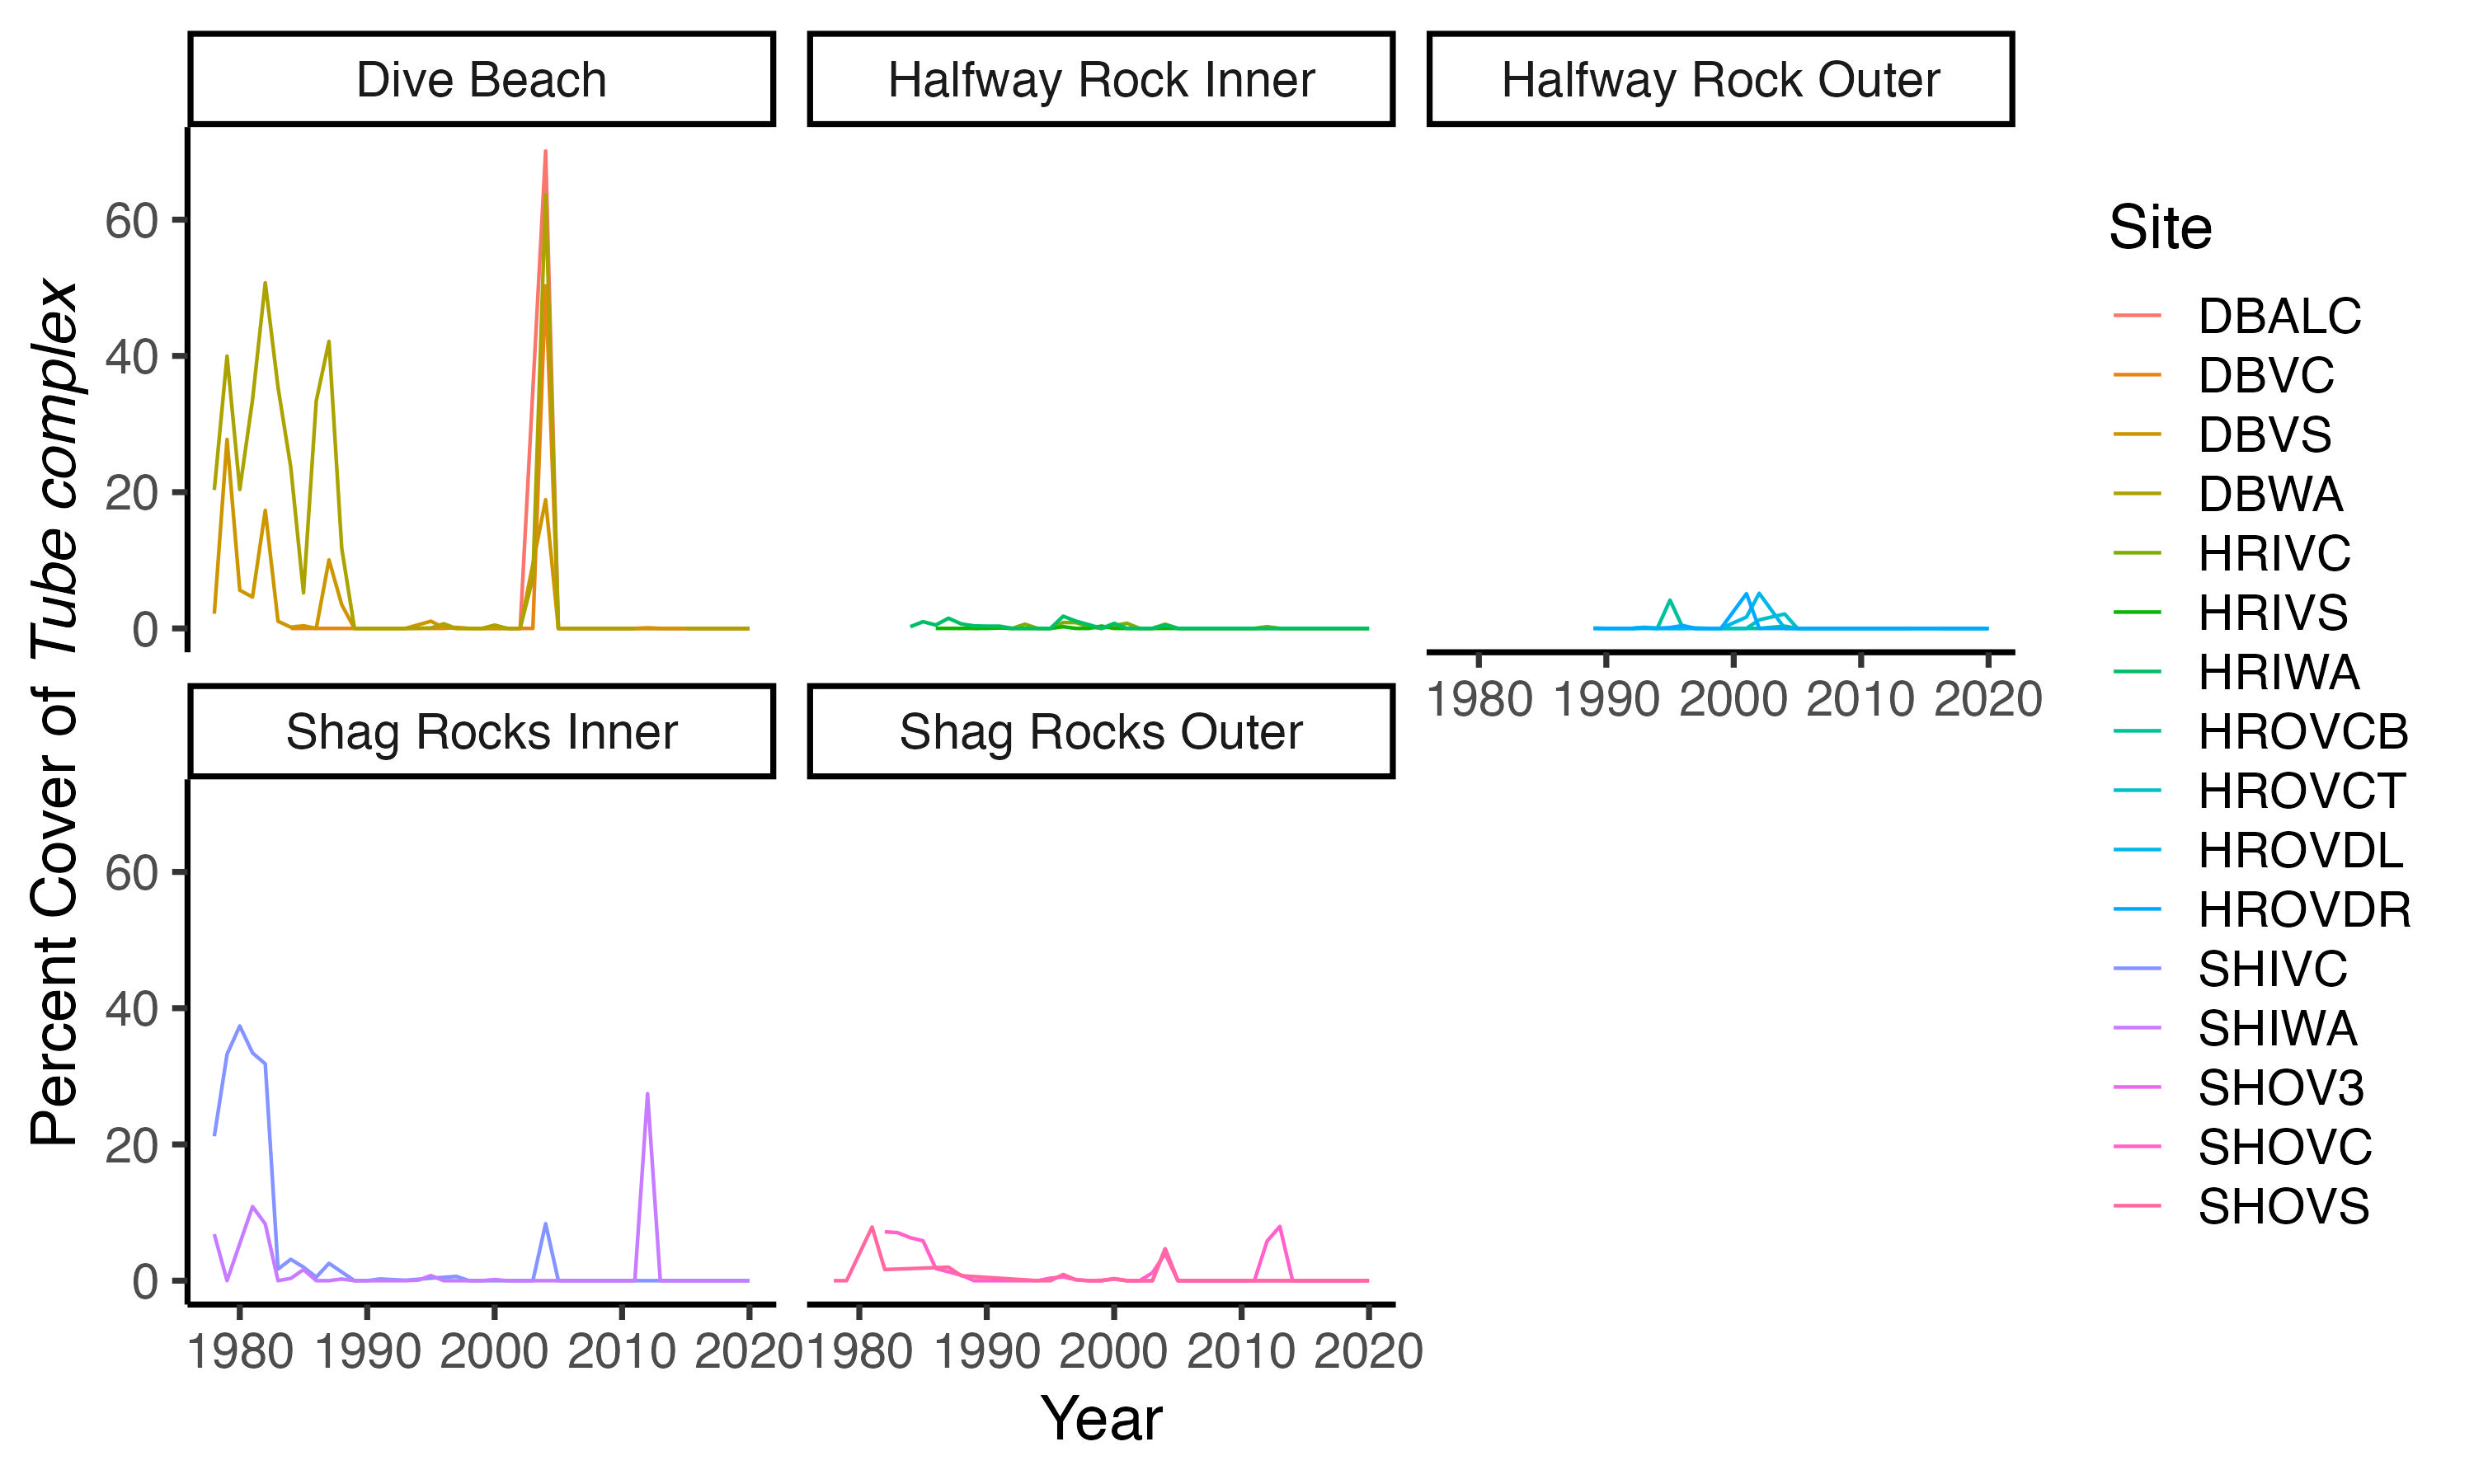 Dive Beach
Halfway Rock Inner
Halfway Rock Outer
60
40
20
0
1980 1990 2000 2010 2020
Shag Rocks Inner
Shag Rocks Outer
60
40
20
0
1980 1990 2000 2010 2020
1980 1990 2000 2010 2020
Year
Percent Cover of Tube complex
Site
DBALC
DBVC
DBVS
DBWA
HRIVC
HRIVS
HRIWA
HROVCB
HROVCT
HROVDL
HROVDR
SHIVC
SHIWA
SHOV3
SHOVC
SHOVS